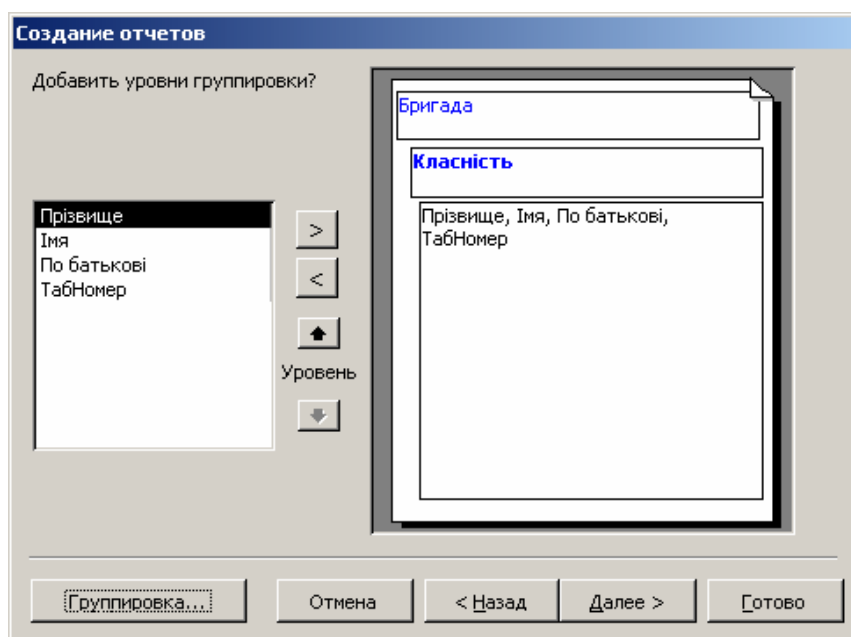 Создание отчетов
Добавить уровни группировки?
Прізвище
Імя
По батькові
ТабНомер
>
<
Уровень
Бригада
Класність
Прізвище, Імя, По батькові,
ТабНомер
Группировка...
Отмена
< Назад
Далее >
Готово